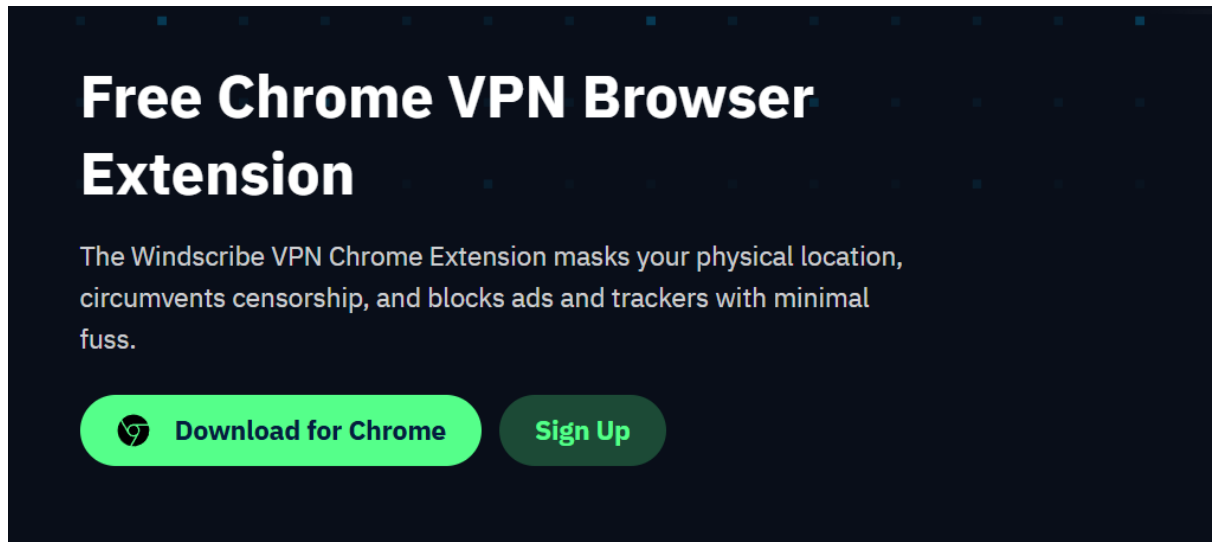 Free Chrome VPN Browser
Extension
The Windscribe VPN Chrome Extension masks your physical location,
circumvents censorship, and blocks ads and trackers with minimal
fuss.
Download for Chrome
Sign Up